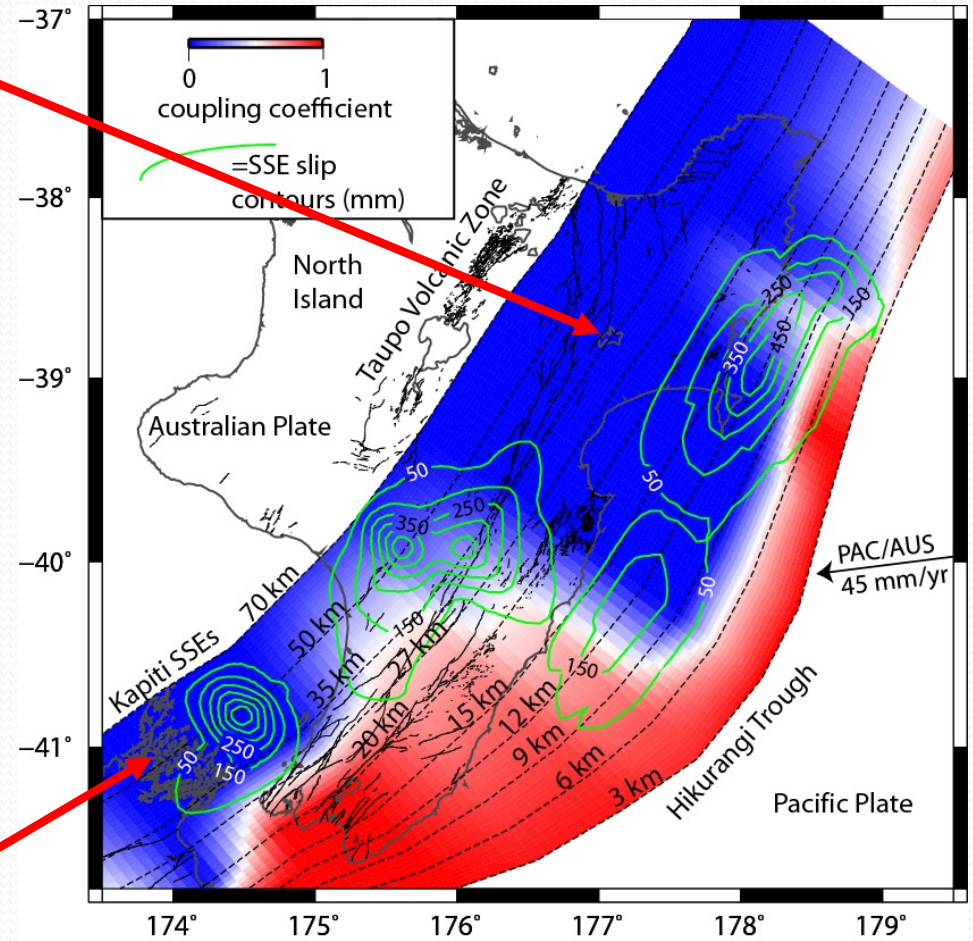 −37°
−38°
−39°
−40°
−41°
0
1
coupling coefficient
=SSE slip
contours (mm)
North
Island
Taupo Volcanic Zone
Australian Plate
250
150
450
350
50
50
350
250
150
50
150
PAC/AUS
45 mm/yr
Kapiti SSEs
70 km
50 km
35 km
27 km
20 km
15 km
12 km
9 km
6 km
3 km
50
250
150
Hikurangi Trough
Pacific Plate
174°
175°
176°
177°
178°
179°